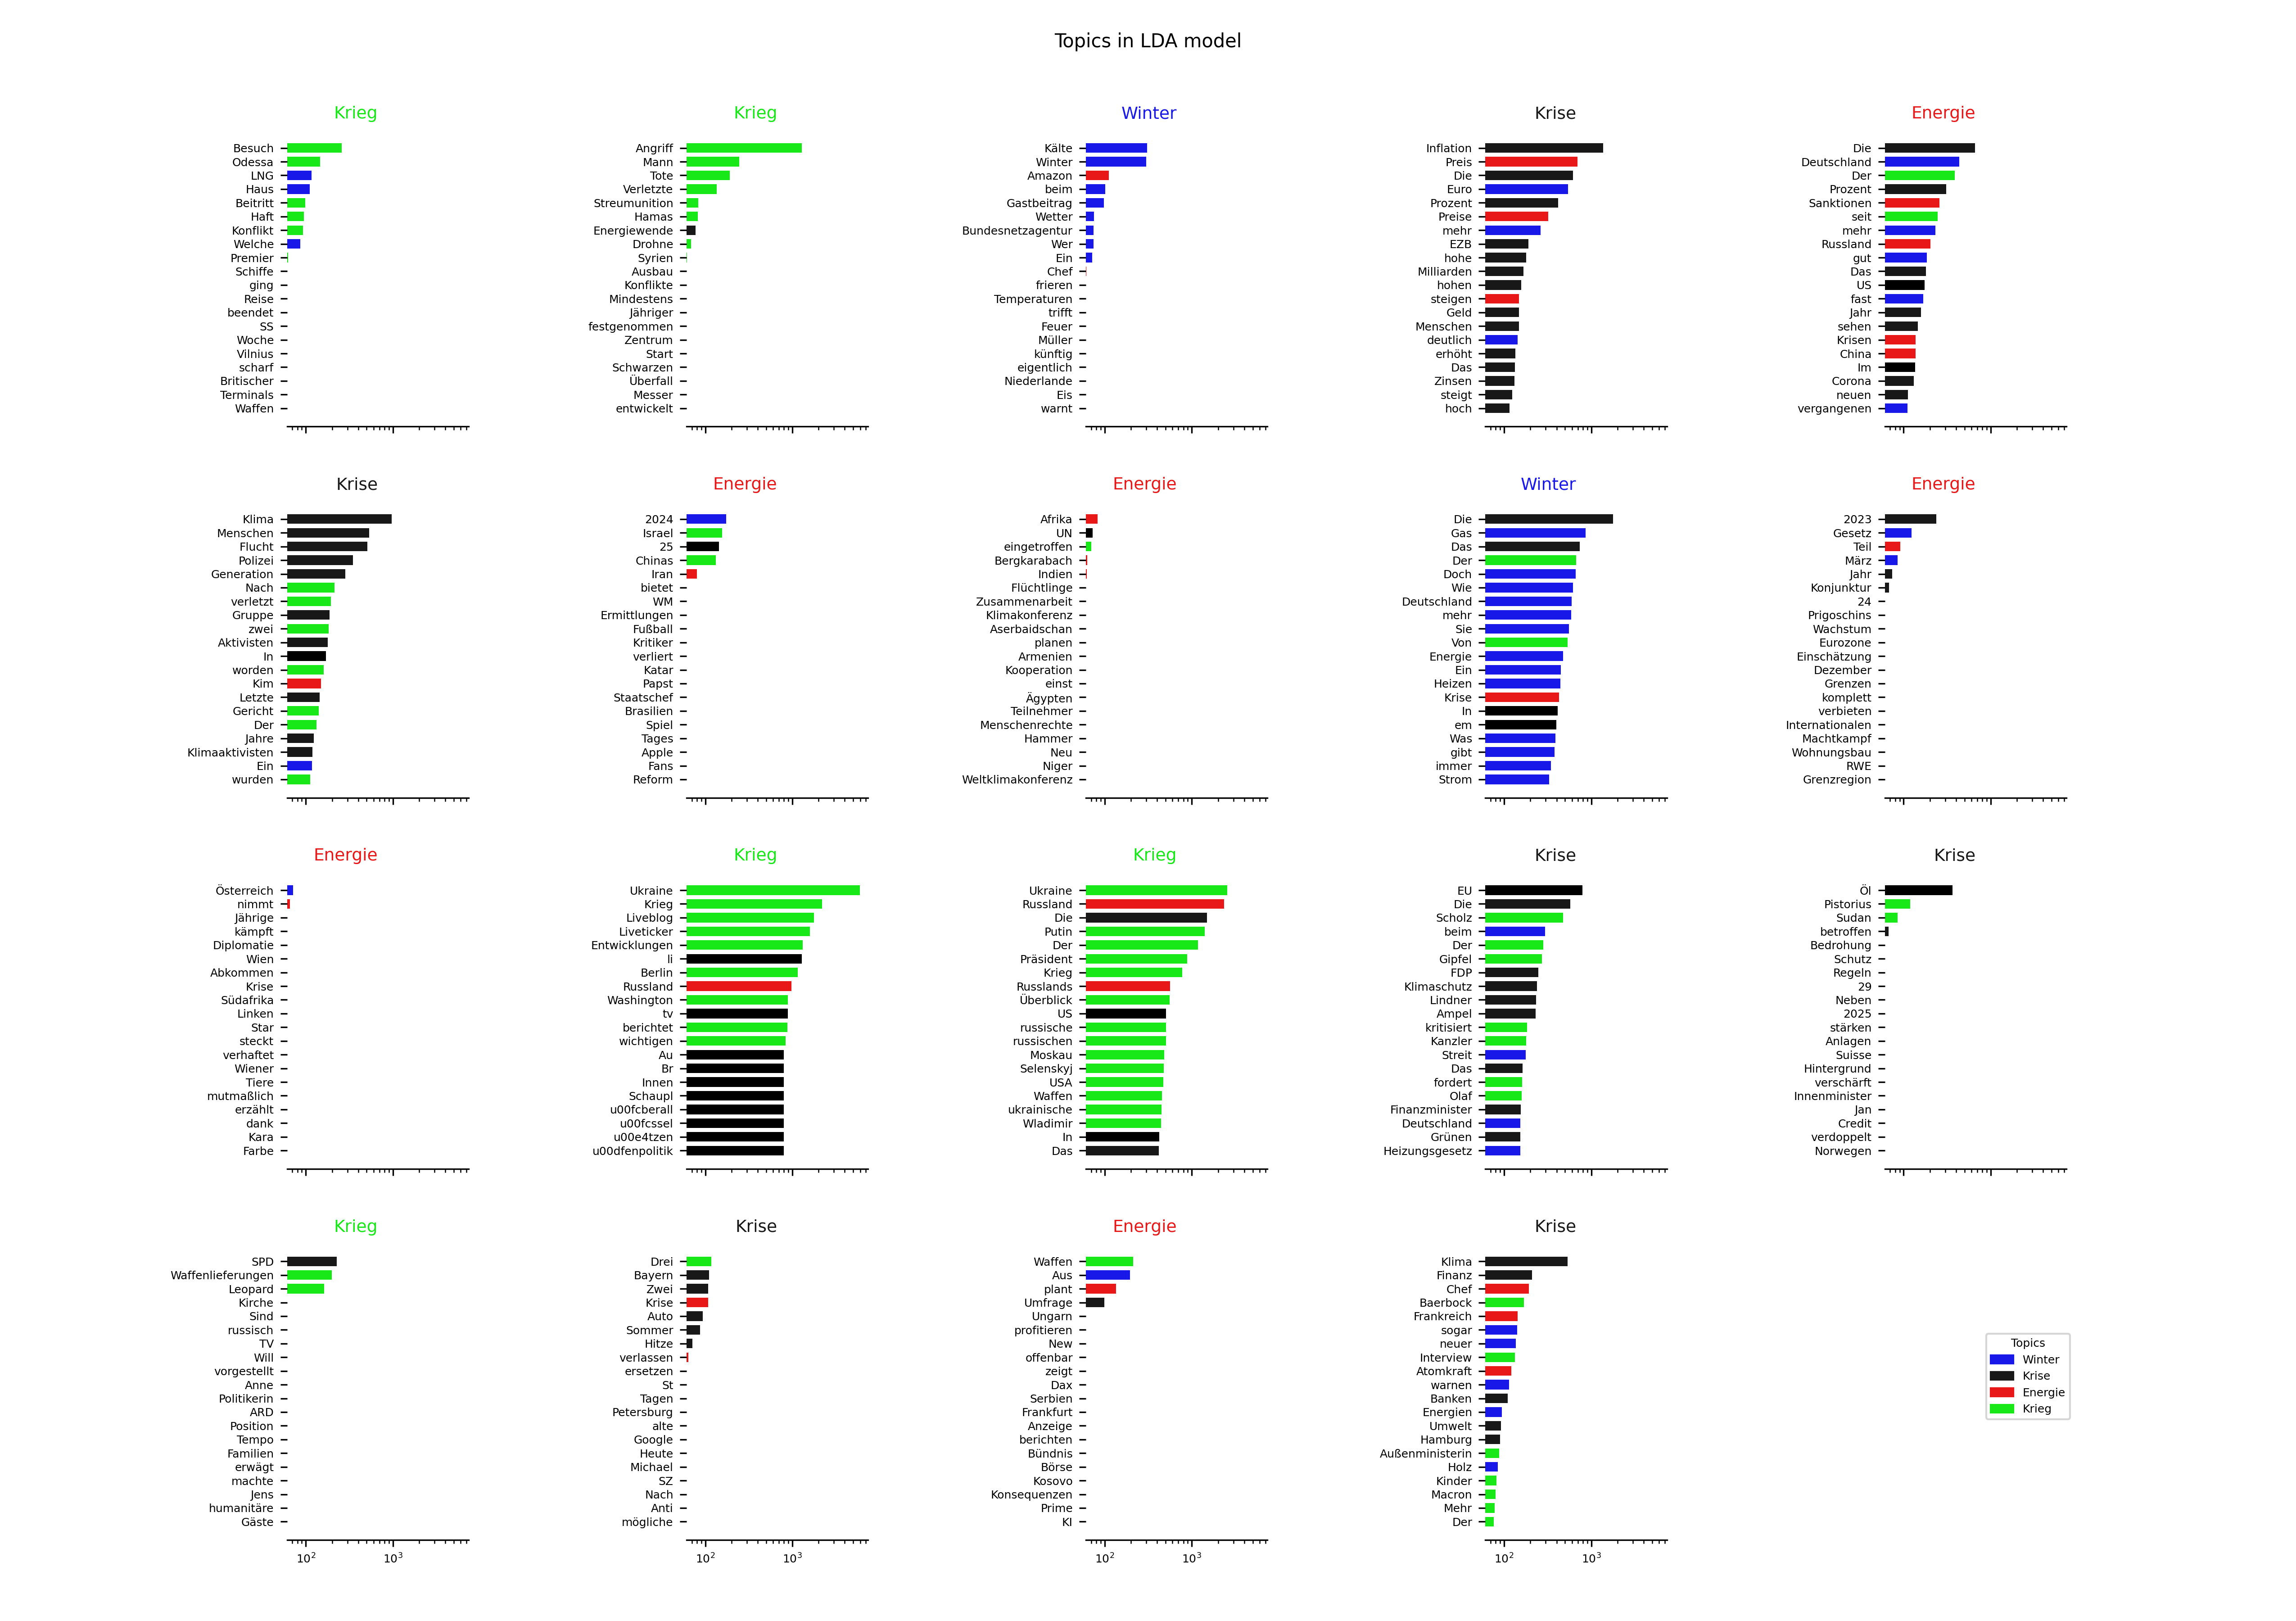 Topics in LDA model
Krieg
Besuch
Odessa
LNG
Haus
Beitritt
Haft
Konflikt
Welche
Premier
Schiffe
ging
Reise
beendet
SS
Woche
Vilnius
scharf
Britischer
Terminals
Waffen
Krieg
Angriff
Mann
Tote
Verletzte
Streumunition
Hamas
Energiewende
Drohne
Syrien
Ausbau
Konflikte
Mindestens
Jähriger
festgenommen
Zentrum
Start
Schwarzen
Überfall
Messer
entwickelt
Winter
Kälte
Winter
Amazon
beim
Gastbeitrag
Wetter
Bundesnetzagentur
Wer
Ein
Chef
frieren
Temperaturen
trifft
Feuer
Müller
künftig
eigentlich
Niederlande
Eis
warnt
Krise
Inflation
Preis
Die
Euro
Prozent
Preise
mehr
EZB
hohe
Milliarden
hohen
steigen
Geld
Menschen
deutlich
erhöht
Das
Zinsen
steigt
hoch
Energie
Die
Deutschland
Der
Prozent
Sanktionen
seit
mehr
Russland
gut
Das
US
fast
Jahr
sehen
Krisen
China
Im
Corona
neuen
vergangenen
Krise
Klima
Menschen
Flucht
Polizei
Generation
Nach
verletzt
Gruppe
zwei
Aktivisten
In
worden
Kim
Letzte
Gericht
Der
Jahre
Klimaaktivisten
Ein
wurden
Energie
2024
Israel
25
Chinas
Iran
bietet
WM
Ermittlungen
Fußball
Kritiker
verliert
Katar
Papst
Staatschef
Brasilien
Spiel
Tages
Apple
Fans
Reform
Energie
Afrika
UN
eingetroffen
Bergkarabach
Indien
Flüchtlinge
Zusammenarbeit
Klimakonferenz
Aserbaidschan
planen
Armenien
Kooperation
einst
Ägypten
Teilnehmer
Menschenrechte
Hammer
Neu
Niger
Weltklimakonferenz
Winter
Die
Gas
Das
Der
Doch
Wie
Deutschland
mehr
Sie
Von
Energie
Ein
Heizen
Krise
In
em
Was
gibt
immer
Strom
Energie
2023
Gesetz
Teil
März
Jahr
Konjunktur
24
Prigoschins
Wachstum
Eurozone
Einschätzung
Dezember
Grenzen
komplett
verbieten
Internationalen
Machtkampf
Wohnungsbau
RWE
Grenzregion
Energie
Österreich
nimmt
Jährige
kämpft
Diplomatie
Wien
Abkommen
Krise
Südafrika
Linken
Star
steckt
verhaftet
Wiener
Tiere
mutmaßlich
erzählt
dank
Kara
Farbe
Krieg
Ukraine
Krieg
Liveblog
Liveticker
Entwicklungen
li
Berlin
Russland
Washington
tv
berichtet
wichtigen
Au
Br
Innen
Schaupl
u00fcberall
u00fcssel
u00e4tzen
u00dfenpolitik
Krieg
Ukraine
Russland
Die
Putin
Der
Präsident
Krieg
Russlands
Überblick
US
russische
russischen
Moskau
Selenskyj
USA
Waffen
ukrainische
Wladimir
In
Das
Krise
EU
Die
Scholz
beim
Der
Gipfel
FDP
Klimaschutz
Lindner
Ampel
kritisiert
Kanzler
Streit
Das
fordert
Olaf
Finanzminister
Deutschland
Grünen
Heizungsgesetz
Krise
Öl
Pistorius
Sudan
betroffen
Bedrohung
Schutz
Regeln
29
Neben
2025
stärken
Anlagen
Suisse
Hintergrund
verschärft
Innenminister
Jan
Credit
verdoppelt
Norwegen
Krieg
SPD
Waffenlieferungen
Leopard
Kirche
Sind
russisch
TV
Will
vorgestellt
Anne
Politikerin
ARD
Position
Tempo
Familien
erwägt
machte
Jens
humanitäre
Gäste
10² 10³
Krise
Drei
Bayern
Zwei
Krise
Auto
Sommer
Hitze
verlassen
ersetzen
St
Tagen
Petersburg
alte
Google
Heute
Michael
SZ
Nach
Anti
mögliche
10² 10³
Energie
Waffen
Aus
plant
Umfrage
Ungarn
profitieren
New
offenbar
zeigt
Dax
Serbien
Frankfurt
Anzeige
berichten
Bündnis
Börse
Kosovo
Konsequenzen
Prime
KI
10² 10³
Krise
Klima
Finanz
Chef
Baerbock
Frankreich
sogar
neuer
Interview
Atomkraft
warnen
Banken
Energien
Umwelt
Hamburg
Außenministerin
Holz
Kinder
Macron
Mehr
Der
10² 10³
Topics
Winter
Krise
Energie
Krieg